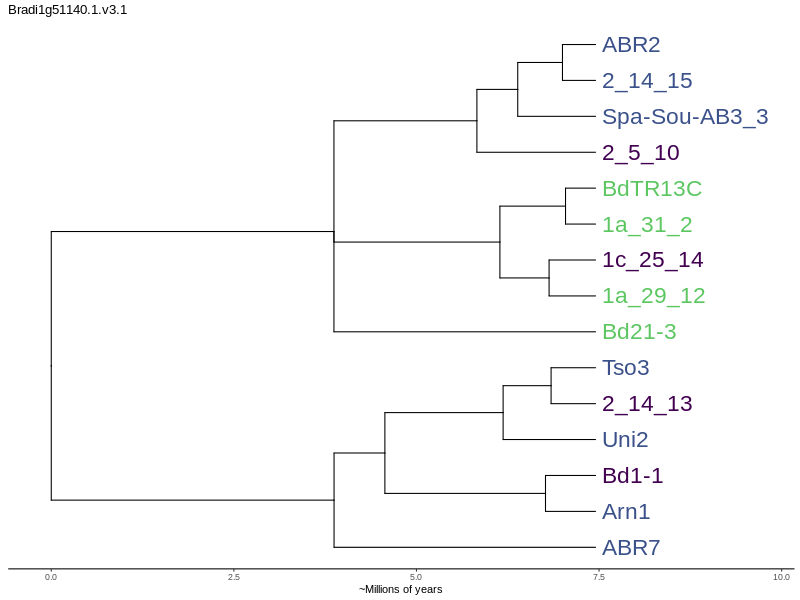 Bradi1g51140.1.v3.1
ABR2
2_14_15
Spa-Sou-AB3_3
2_5_10
BdTR13C
1a_31_2
1c_25_14
1a_29_12
Bd21-3
Tso3
2_14_13
Uni2
Bd1-1
Arn1
ABR7
0.0 2.5 5.0 7.5 10.0
~Millions of years